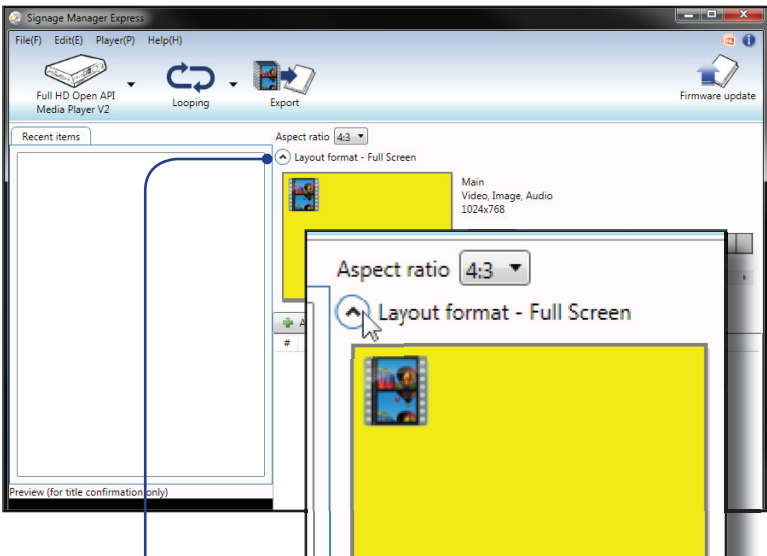 Signage Manager Express
File(F) Edit(E) Player(P) Help(H)
Full HD Open API
Media Player V2
Looping
Export
Firmware update
Recent items
Aspect ratio 4:3
Layout format - Full Screen
Main
Video, Image, Audio
1024x768
Aspect ratio 4:3
Layout format - Full Screen
#
Preview (for title confirmation only)